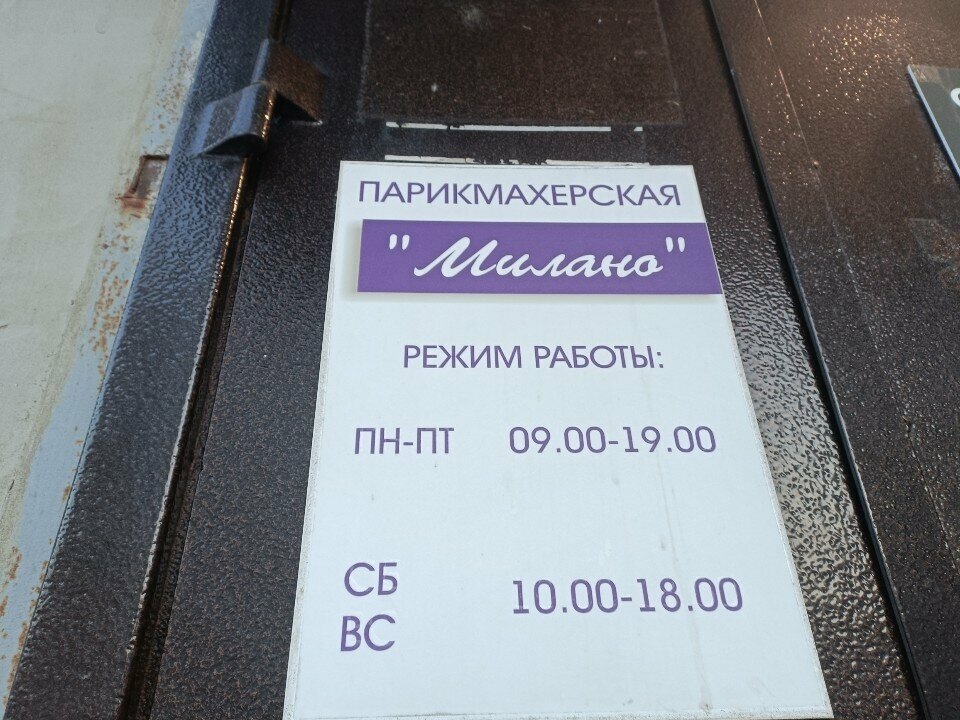 ПАРИКМАХЕРСКАЯ
"Милано"
РЕЖИМ РАБОТЫ:
ПН-ПТ 09.00-19.00
СБ
ВС 10.00-18.00